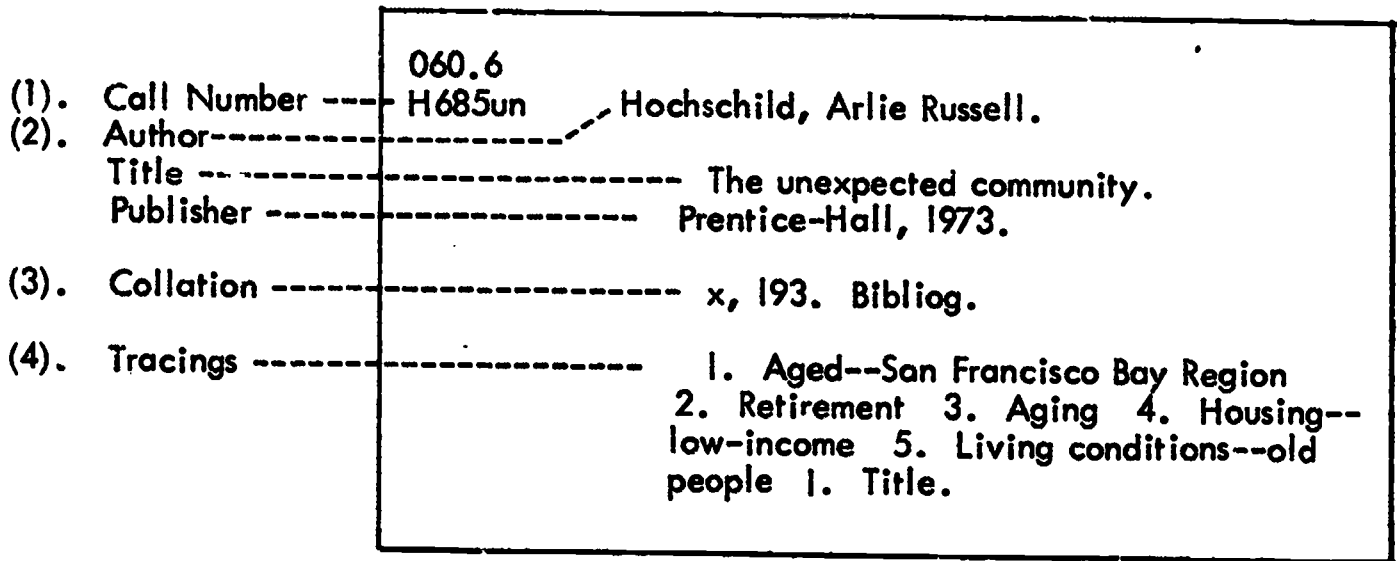 060.6
(1). Call Number ---- H685un Hochschild, Arlie Russell.
(2). Author
Title The unexpected community.
Publisher Prentice-Hall, 1973.
(3). Collation x, 193. Bibliog.
(4). Tracings 1. Aged--San Francisco Bay Region
2. Retirement 3. Aging 4. Housing--
low-income 5. Living conditions--old
people 1. Title.